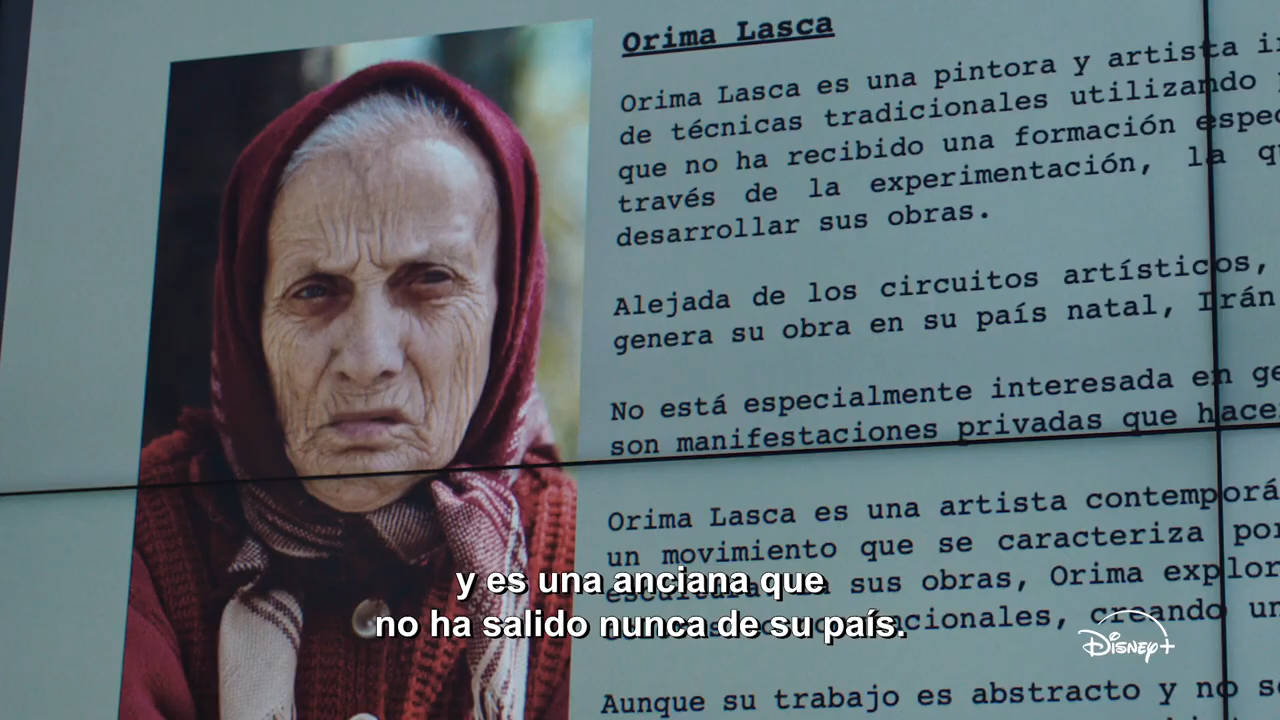 Orima Lasca
Orima Lasca es una pintora y artista
de técnicas tradicionales utilizando
que no ha recibido una formación
través de la experimentación, la
desarrollar sus obras.
Alejada de los circuitos artísticos,
genera su obra en su país natal, Irán
No está especialmente interesada en
son manifestaciones privadas que
Orima Lasca es una artista
un movimiento que se caracteriza por
sus obras, Orima
creando
Aunque su trabajo es abstracto y no
y es una anciana que
no ha salido nunca de su país.
Disney+